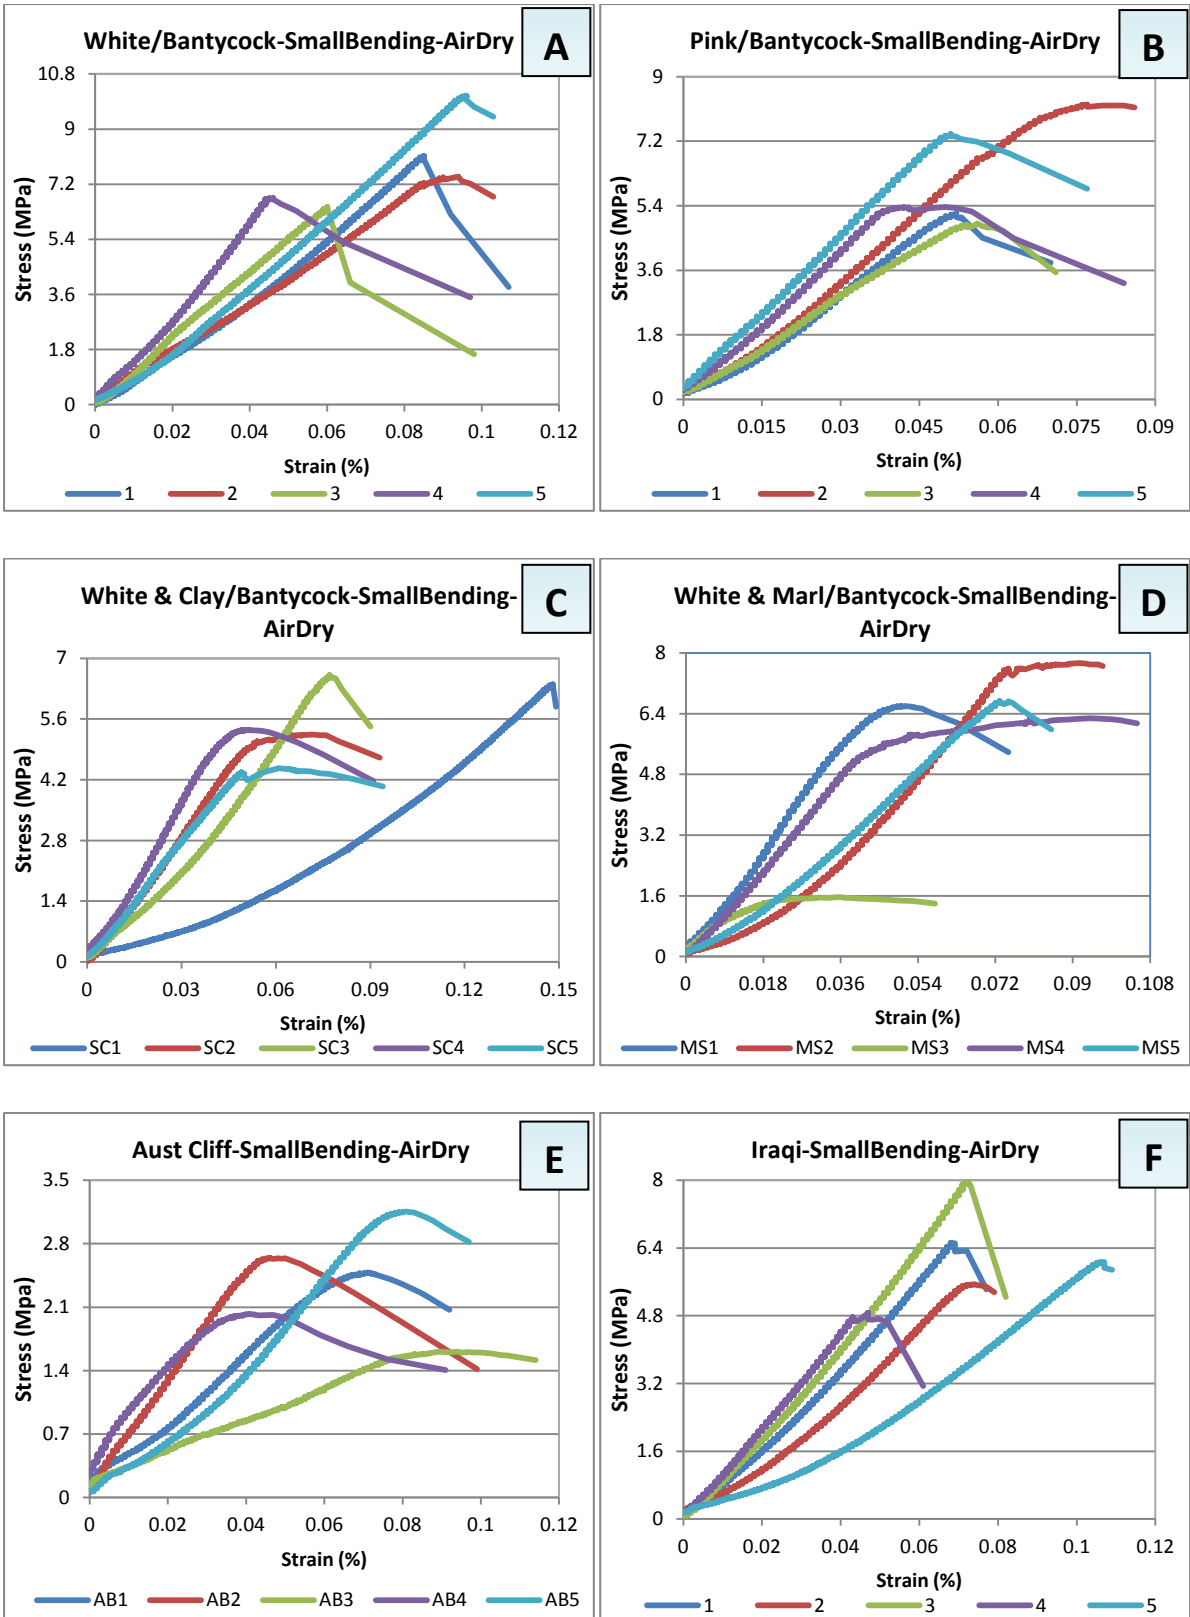 White/Bantycock-SmallBending-AirDry
A
10.8
9
7.2
5.4
3.6
1.8
0
Stress (MPa)
0 0.02 0.04 0.06 0.08 0.1 0.12
Strain (%)
1 2 3 4 5
Pink/Bantycock-SmallBending-AirDry
B
9
7.2
5.4
3.6
1.8
0
Stress (MPa)
0 0.015 0.03 0.045 0.06 0.075 0.09
Strain (%)
1 2 3 4 5
White & Clay/Bantycock-SmallBending-
AirDry
C
7
5.6
4.2
2.8
1.4
0
Stress (MPa)
0 0.03 0.06 0.09 0.12 0.15
Strain (%)
SC1 SC2 SC3 SC4 SC5
White & Marl/Bantycock-SmallBending-
AirDry
D
8
6.4
4.8
3.2
1.6
0
Stress (MPa)
0 0.018 0.036 0.054 0.072 0.09 0.108
Strain (%)
MS1 MS2 MS3 MS4 MS5
Aust Cliff-SmallBending-AirDry
E
3.5
2.8
2.1
1.4
0.7
0
Stress (Mpa)
0 0.02 0.04 0.06 0.08 0.1 0.12
Strain (%)
AB1 AB2 AB3 AB4 AB5
Iraqi-SmallBending-AirDry
F
8
6.4
4.8
3.2
1.6
0
Stress (MPa)
0 0.02 0.04 0.06 0.08 0.1 0.12
Strain (%)
1 2 3 4 5